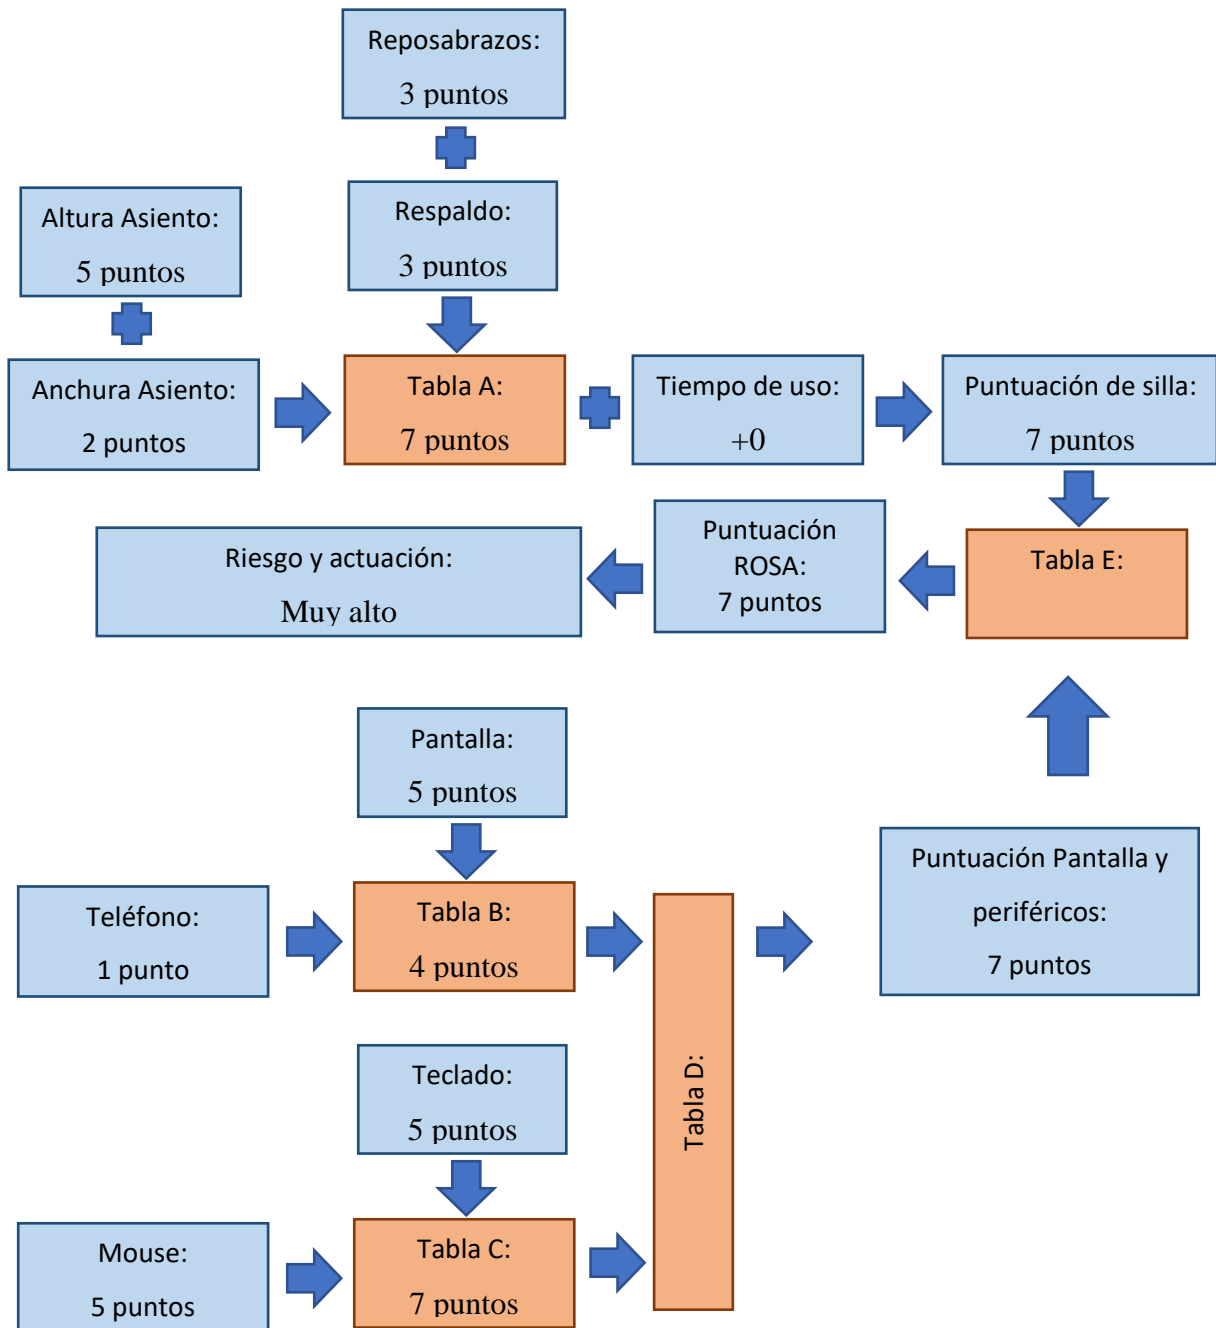 Reposabrazos:
3 puntos
Altura Asiento:
5 puntos
Respaldo:
3 puntos
Anchura Asiento:
2 puntos
Tabla A:
7 puntos
Tiempo de uso:
+0
Puntuación de silla:
7 puntos
Riesgo y actuación:
Muy alto
Puntuación
ROSA:
7 puntos
Tabla E:
Pantalla:
5 puntos
Teléfono:
1 punto
Tabla B:
4 puntos
Tabla D:
Puntuación Pantalla y
periféricos:
7 puntos
Teclado:
5 puntos
Mouse:
5 puntos
Tabla C:
7 puntos